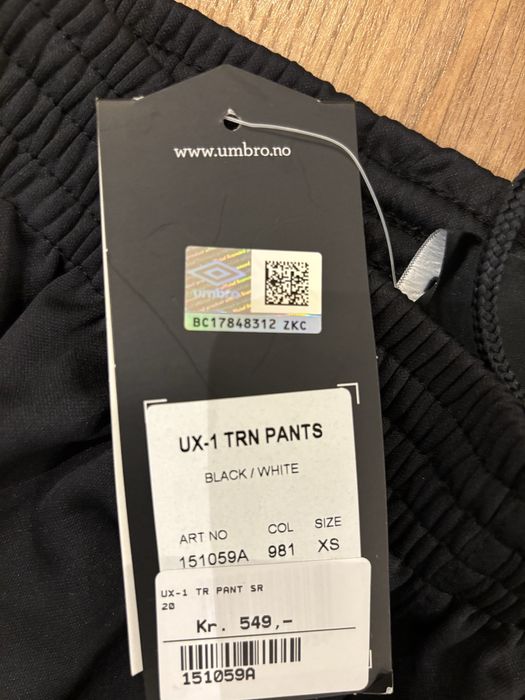 www.umbro.no
umbro
BC17848312 ZKC
UX-1 TRN PANTS
BLACK / WHITE
ART NO COL SIZE
151059A 981 XS
UX-1 TR PANT SR
20
Kr. 549,-
151059A